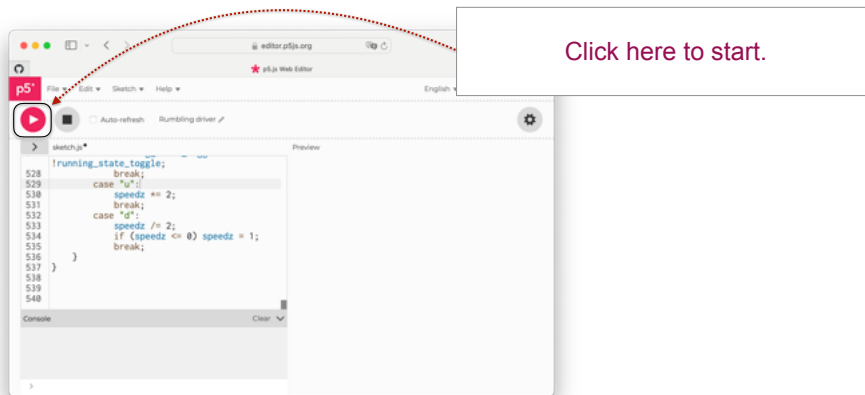 Click here to start.
editor.p5js.org
p5.js Web Editor
p5* File Edit Sketch Help English
Auto-refresh Rumbling driver
sketch.js Preview
!running_state_toggle;
528 break;
529 case "u":
530 speedz *= 2;
531 break;
532 case "d":
533 speedz /= 2;
534 if (speedz <= 0) speedz = 1;
535 break;
536 }
537 }
538
539
540
Console Clear
>